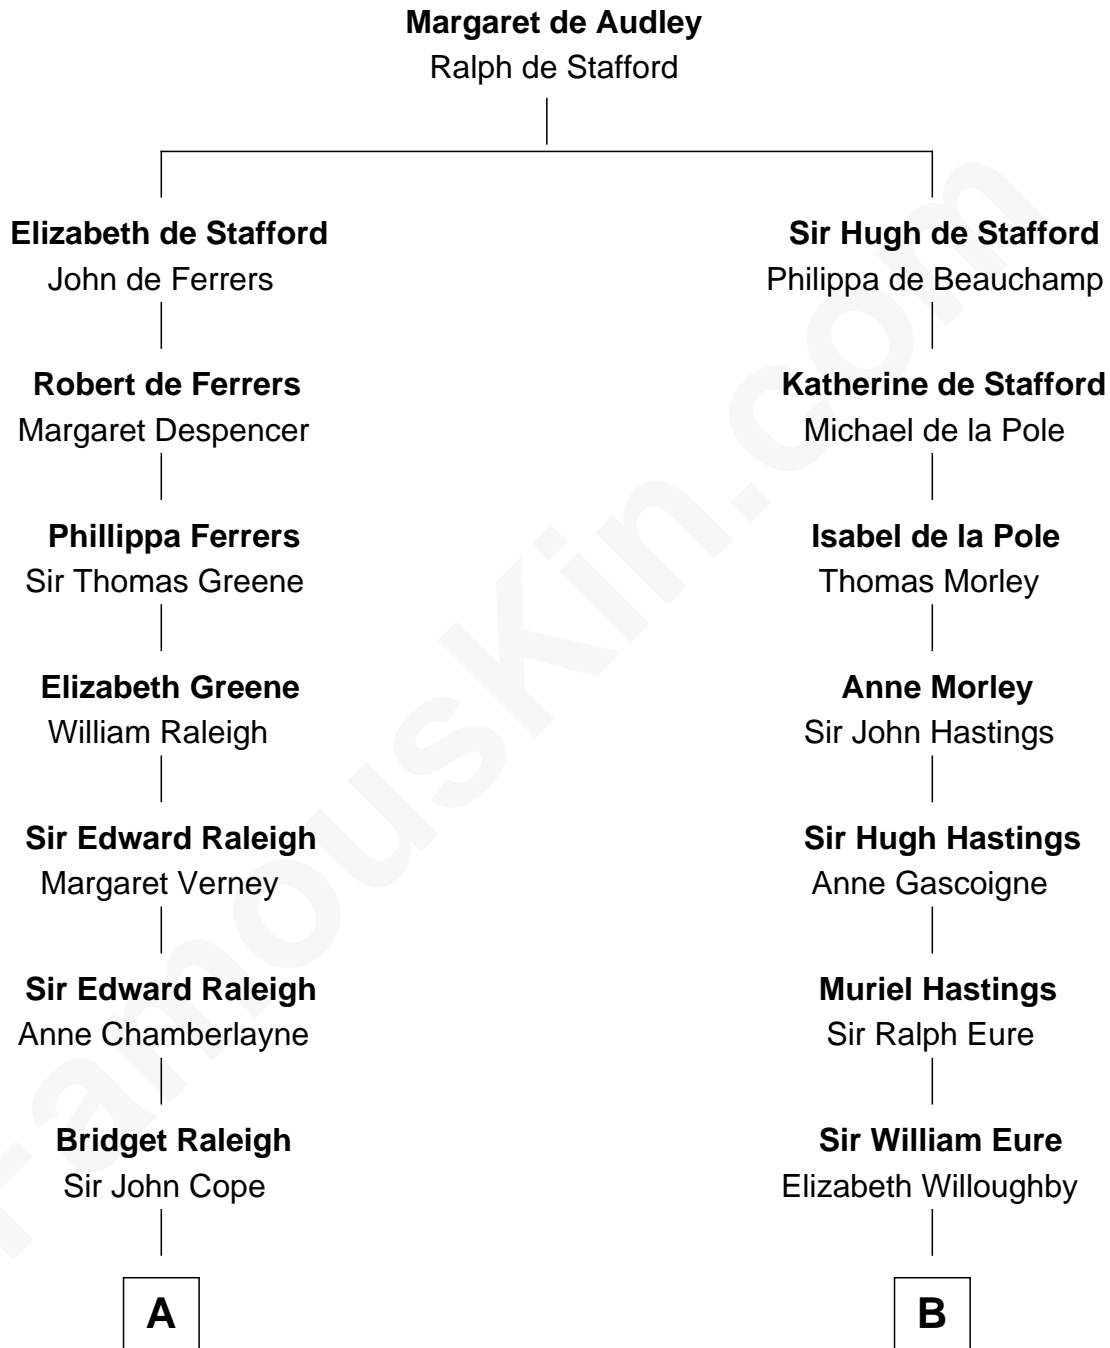 Margaret de Audley
Ralph de Stafford
Elizabeth de Stafford
John de Ferrers
Sir Hugh de Stafford
Philippa de Beauchamp
Robert de Ferrers
Margaret Despencer
Katherine de Stafford
Michael de la Pole
Phillippa Ferrers
Sir Thomas Greene
Isabel de la Pole
Thomas Morley
Elizabeth Greene
William Raleigh
Anne Morley
Sir John Hastings
Sir Edward Raleigh
Margaret Verney
Sir Hugh Hastings
Anne Gascoigne
Sir Edward Raleigh
Anne Chamberlayne
Muriel Hastings
Sir Ralph Eure
Bridget Raleigh
Sir John Cope
Sir William Eure
Elizabeth Willoughby
A
B
FamousKin.com